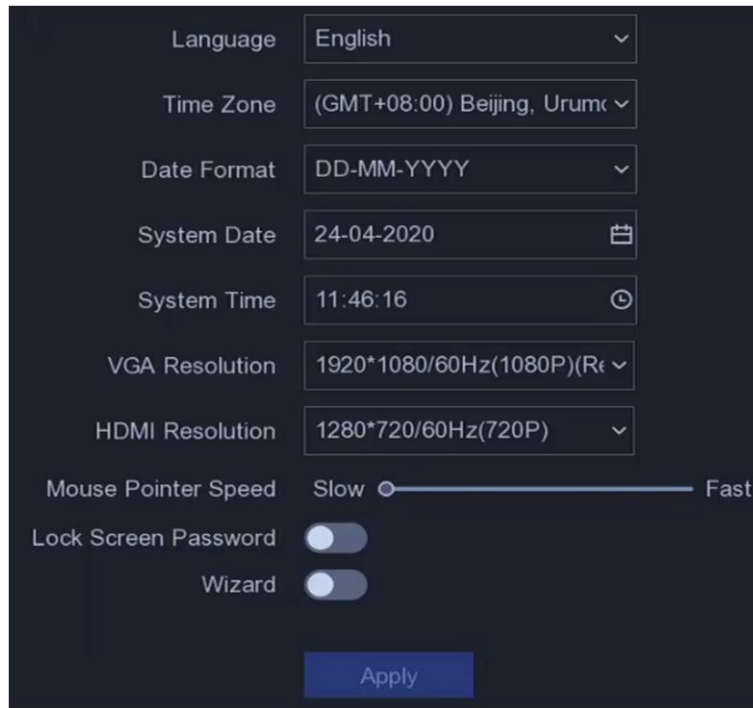 Language English
Time Zone (GMT+08:00) Beijing,
Date Format DD-MM-YYYY
System Date 24-04-2020
System Time 11:46:16
VGA Resolution 1920*1080/60Hz(1080P)
HDMI Resolution 1280*720/60Hz(720P)
Mouse Pointer Speed Slow Fast
Lock Screen Password
Wizard
Apply